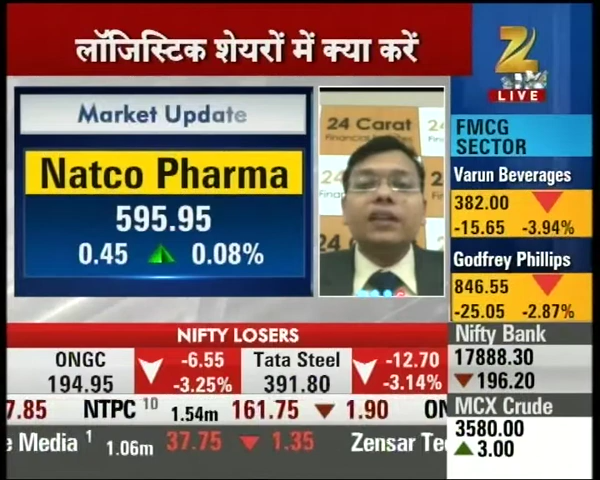 लॉजिस्टिक शेयरों में क्या करें
LIVE
Market Update
Natco Pharma
595.95
0.45 0.08%
24 Carat
FMCG
SECTOR
Varun Beverages
382.00
-15.65 -3.94%
Godfrey Phillips
846.55
-25.05 -2.87%
NIFTY LOSERS
ONGC
194.95
-6.55
-3.25%
Tata Steel
391.80
-12.70
-3.14%
Nifty Bank
17888.30
196.20
MCX Crude
3580.00
3.00
7.85 NTPC 10 1.54m 161.75 1.90 ON
e Media 1 1.06m 37.75 1.35 Zensar Tec